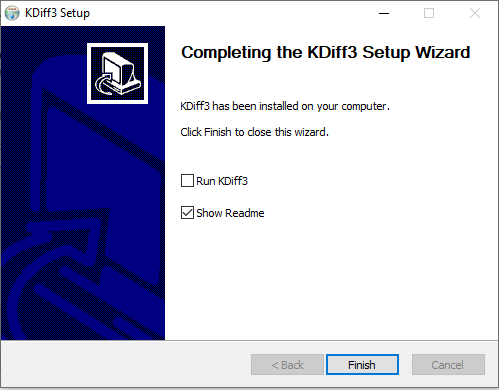 KDiff3 Setup
Completing the KDiff3 Setup Wizard
KDiff3 has been installed on your computer.
Click Finish to close this wizard.
Run KDiff3
Show Readme
< Back
Finish
Cancel